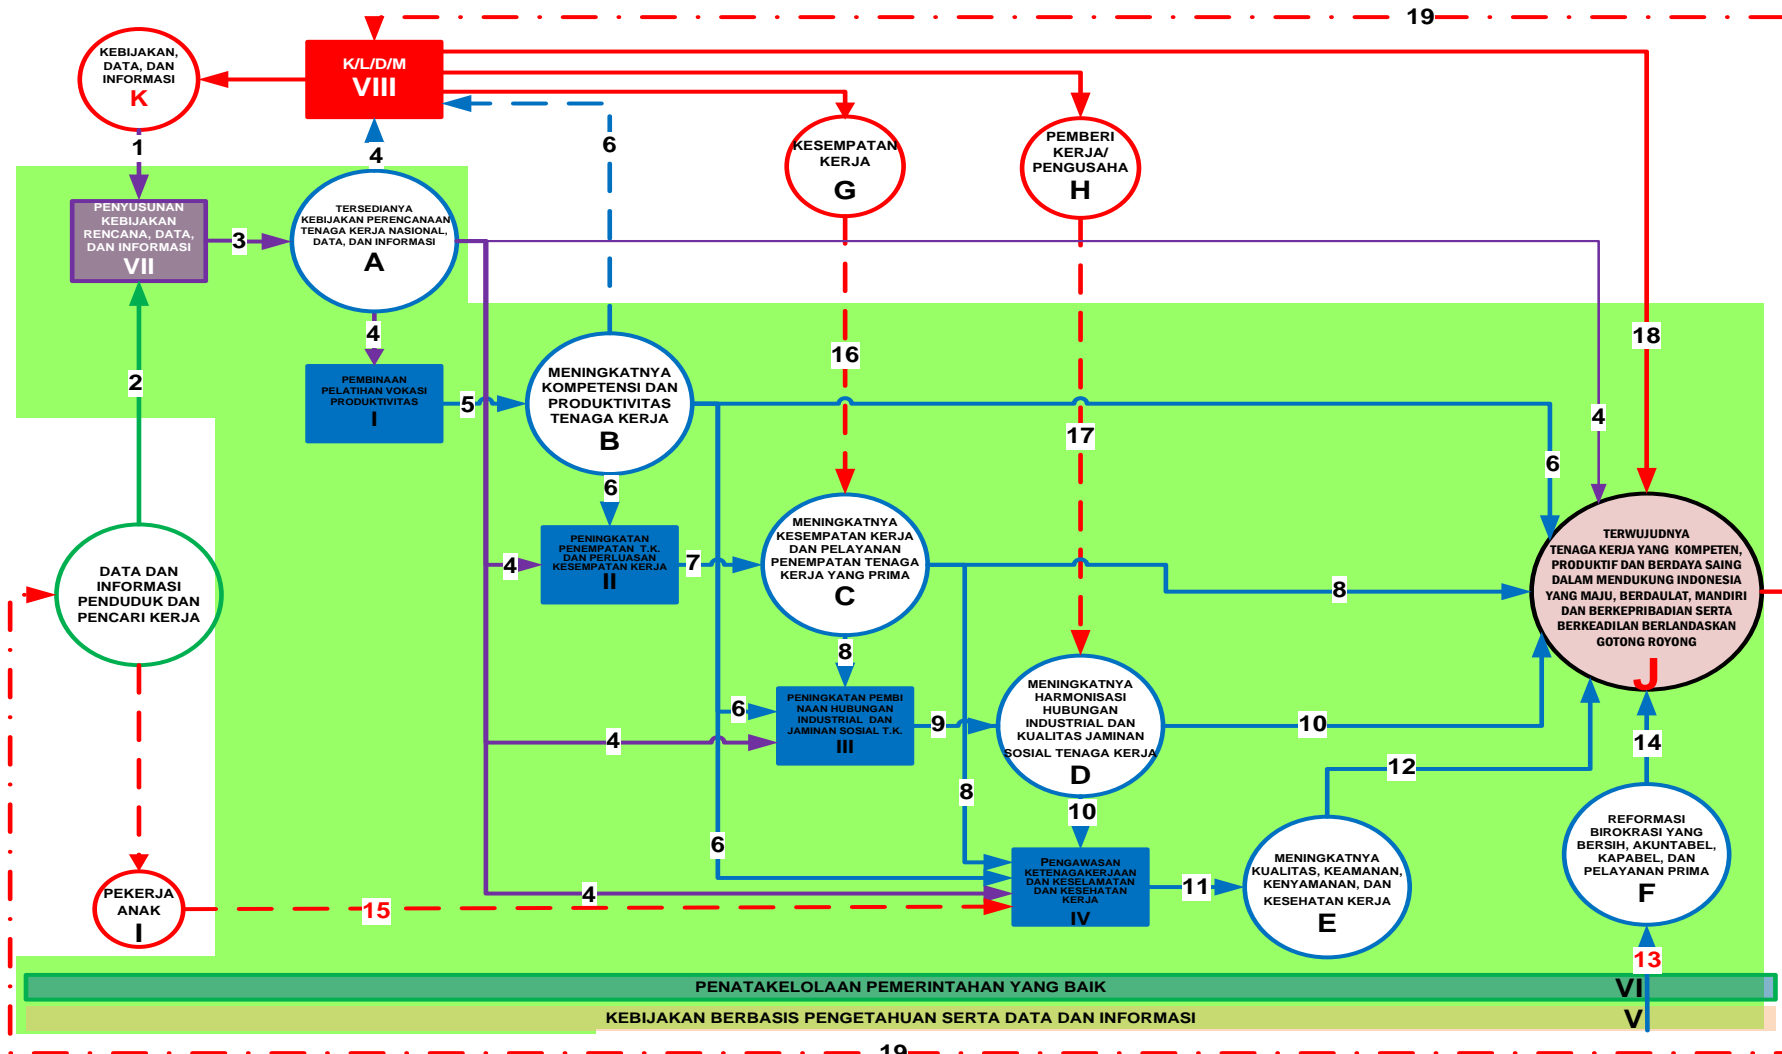 19
KEBIJAKAN,
DATA, DAN
INFORMASI
K
K/L/D/M
VIII
1
4
6
KESEMPATAN
KERJA
G
PEMBERI
KERJA/
PENGUSAHA
H
PENYUSUNAN
KEBIJAKAN
RENCANA, DATA,
DAN INFORMASI
VII
3
TERSEDIANYA
KEBIJAKAN PERENCANAAN
TENAGA KERJA NASIONAL,
DATA, DAN INFORMASI
A
4
2
16
18
PEMBINAAN
PELATIHAN VOKASI
PRODUKTIVITAS
I
5
MENINGKATNYA
KOMPETENSI DAN
PRODUKTIVITAS
TENAGA KERJA
B
17
4
6
6
PENINGKATAN
PENEMPATAN T.K.
DAN PERLUASAN
KESEMPATAN KERJA
II
4
7
MENINGKATNYA
KESEMPATAN KERJA
DAN PELAYANAN
PENEMPATAN TENAGA
KERJA YANG PRIMA
C
8
TERWUJUDNYA
TENAGA KERJA YANG KOMPETEN,
PRODUKTIF DAN BERDAYA SAING
DALAM MENDUKUNG INDONESIA
YANG MAJU, BERDAULAT, MANDIRI
DAN BERKEPRIBADIAN SERTA
BERKEADILAN BERLANDASKAN
GOTONG ROYONG
J
DATA DAN
INFORMASI
PENDUDUK DAN
PENCARI KERJA
8
6
4
PENINGKATAN PEMBI
NAAN HUBUNGAN
INDUSTRIAL DAN
JAMINAN SOSIAL T.K.
III
9
MENINGKATNYA
HARMONISASI
HUBUNGAN
INDUSTRIAL DAN
KUALITAS JAMINAN
SOSIAL TENAGA KERJA
D
10
14
12
8
10
6
PENGAWASAN
KETENAGAKERJAAN
DAN KESELAMATAN
DAN KESEHATAN
KERJA
IV
4
11
MENINGKATNYA
KUALITAS, KEAMANAN,
KENYAMANAN, DAN
KESEHATAN KERJA
E
REFORMASI
BIROKRASI YANG
BERSIH, AKUNTABEL,
KAPABEL, DAN
PELAYANAN PRIMA
F
PEKERJA
ANAK
I
15
13
PENATAKELOLAAN PEMERINTAHAN YANG BAIK
VI
KEBIJAKAN BERBASIS PENGETAHUAN SERTA DATA DAN INFORMASI
V
19